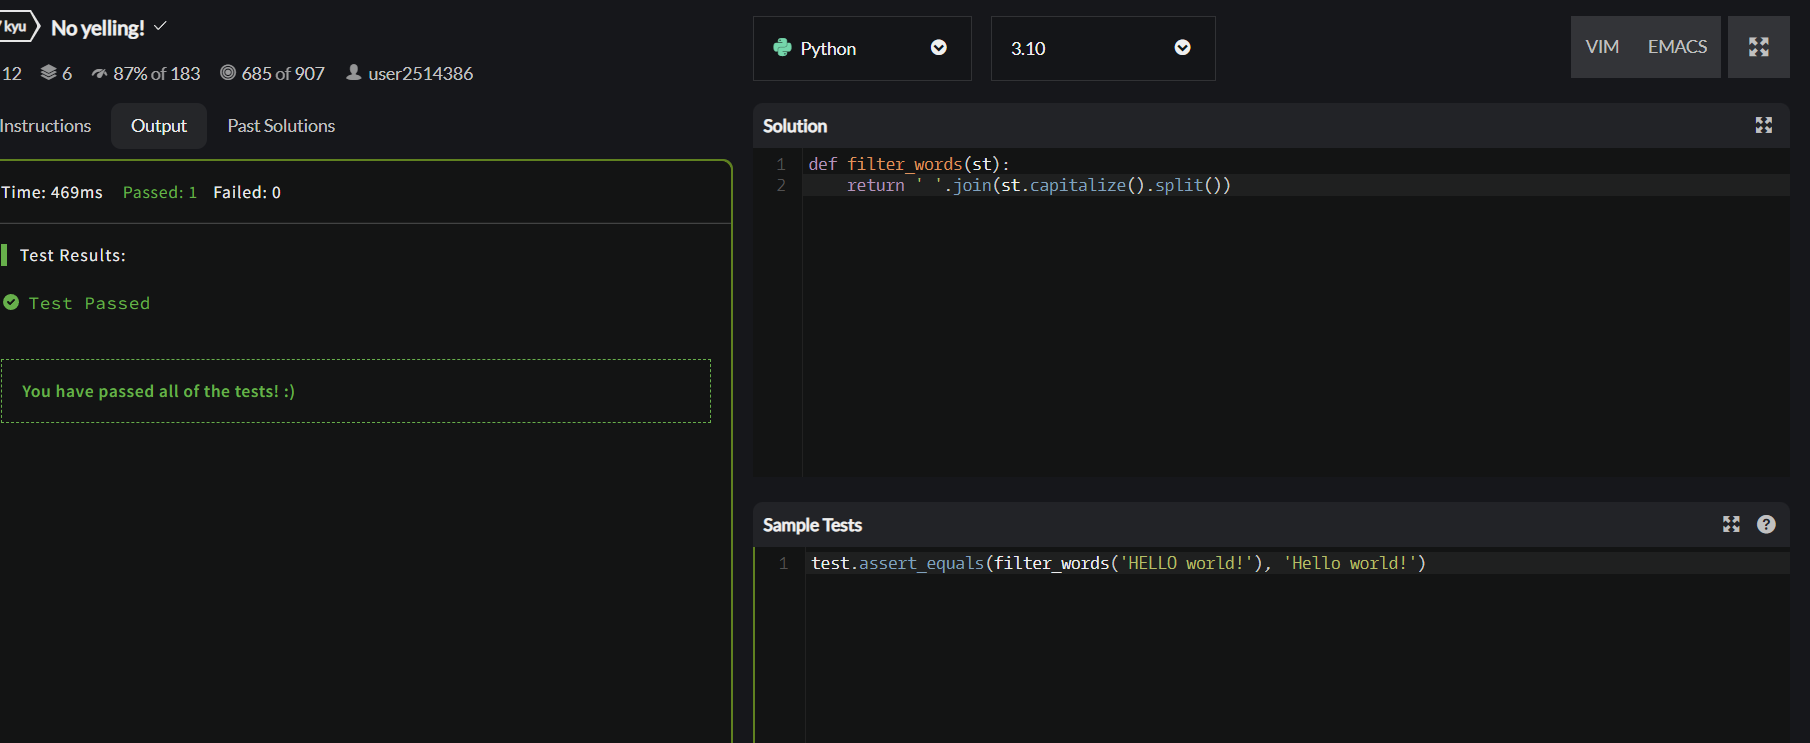 kyu No yelling!
12 6 87% of 183 685 of 907 user2514386
Instructions Output Past Solutions
Time: 469ms Passed: 1 Failed: 0
Test Results:
Test Passed
You have passed all of the tests! :)
Python 3.10 VIM EMACS
Solution
1 def filter_words(st):
2 return ' '.join(st.capitalize().split())
Sample Tests ?
1 test.assert_equals(filter_words('HELLO world!'), 'Hello world!')